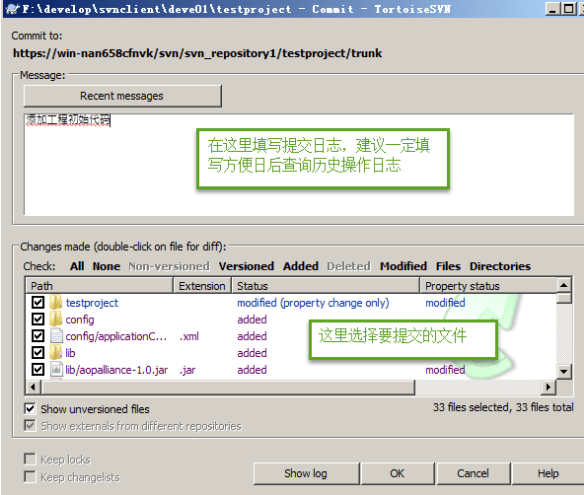 F:\develop\svnclient\deve01\testproject - Commit - TortoiseSVN
Commit to:
https://win-nan658cfnvk/svn/svn_repository1/testproject/trunk
Message:
Recent messages
添加工程初始代码
在这里填写提交日志，建议一定填
写方便日后查询历史操作日志
Changes made (double-click on file for diff):
Check: All None Non-versioned Versioned Added Deleted Modified Files Directories
Path Extension Status Property status
testproject modified (property change only) modified
config added
config/applicationC... .xml added
lib added
lib/aopalliance-1.0.jar .jar added modified
这里选择要提交的文件
Show unversioned files 33 files selected, 33 files total
Show externals from different repositories
Keep locks
Keep changelists
Show log OK Cancel Help